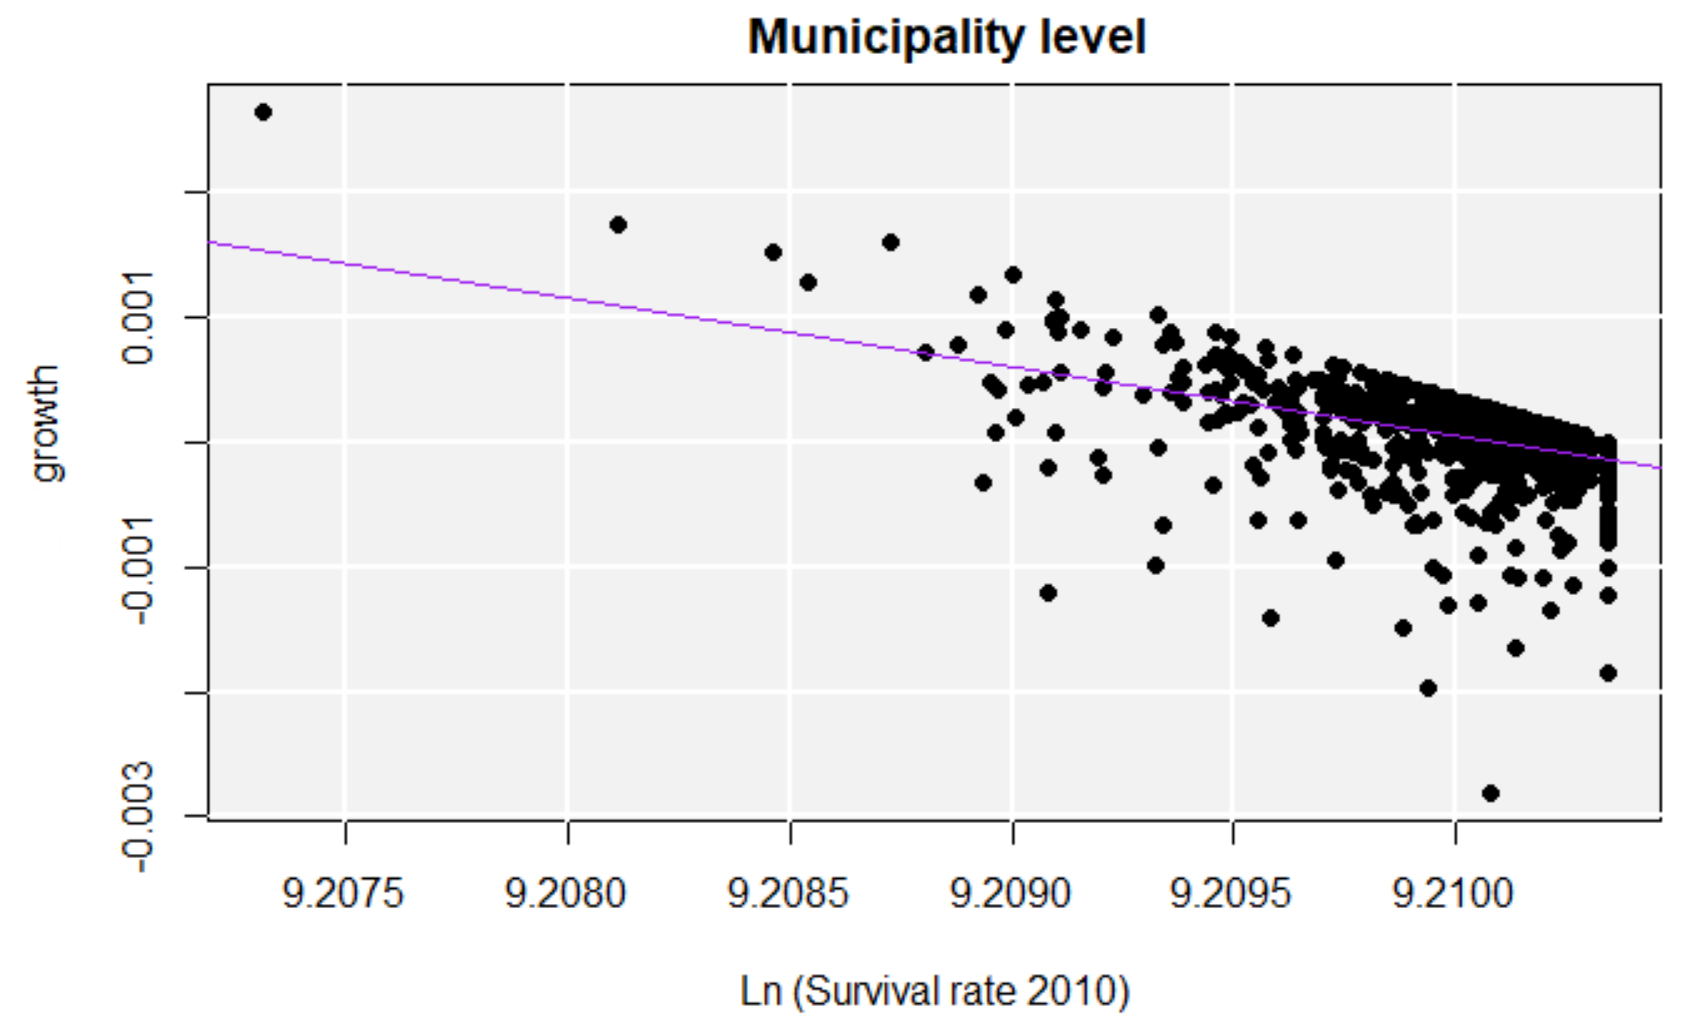 Municipality level
growth
0.001
-0.001
-0.003
9.2075 9.2080 9.2085 9.2090 9.2095 9.2100
Ln (Survival rate 2010)